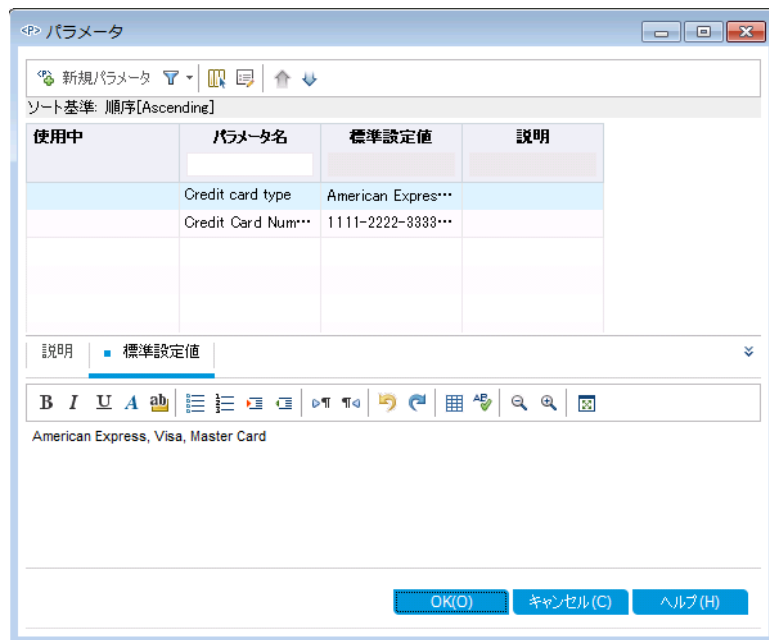 パラメータ
新規パラメータ
ソート基準: 順序[Ascending]
使用中 パラメータ名 標準設定値 説明
Credit card type American Expres…
Credit Card Num… 1111-2222-3333…
説明 標準設定値
B I U A ab
American Express, Visa, Master Card
OK(O) キャンセル(C) ヘルプ(H)